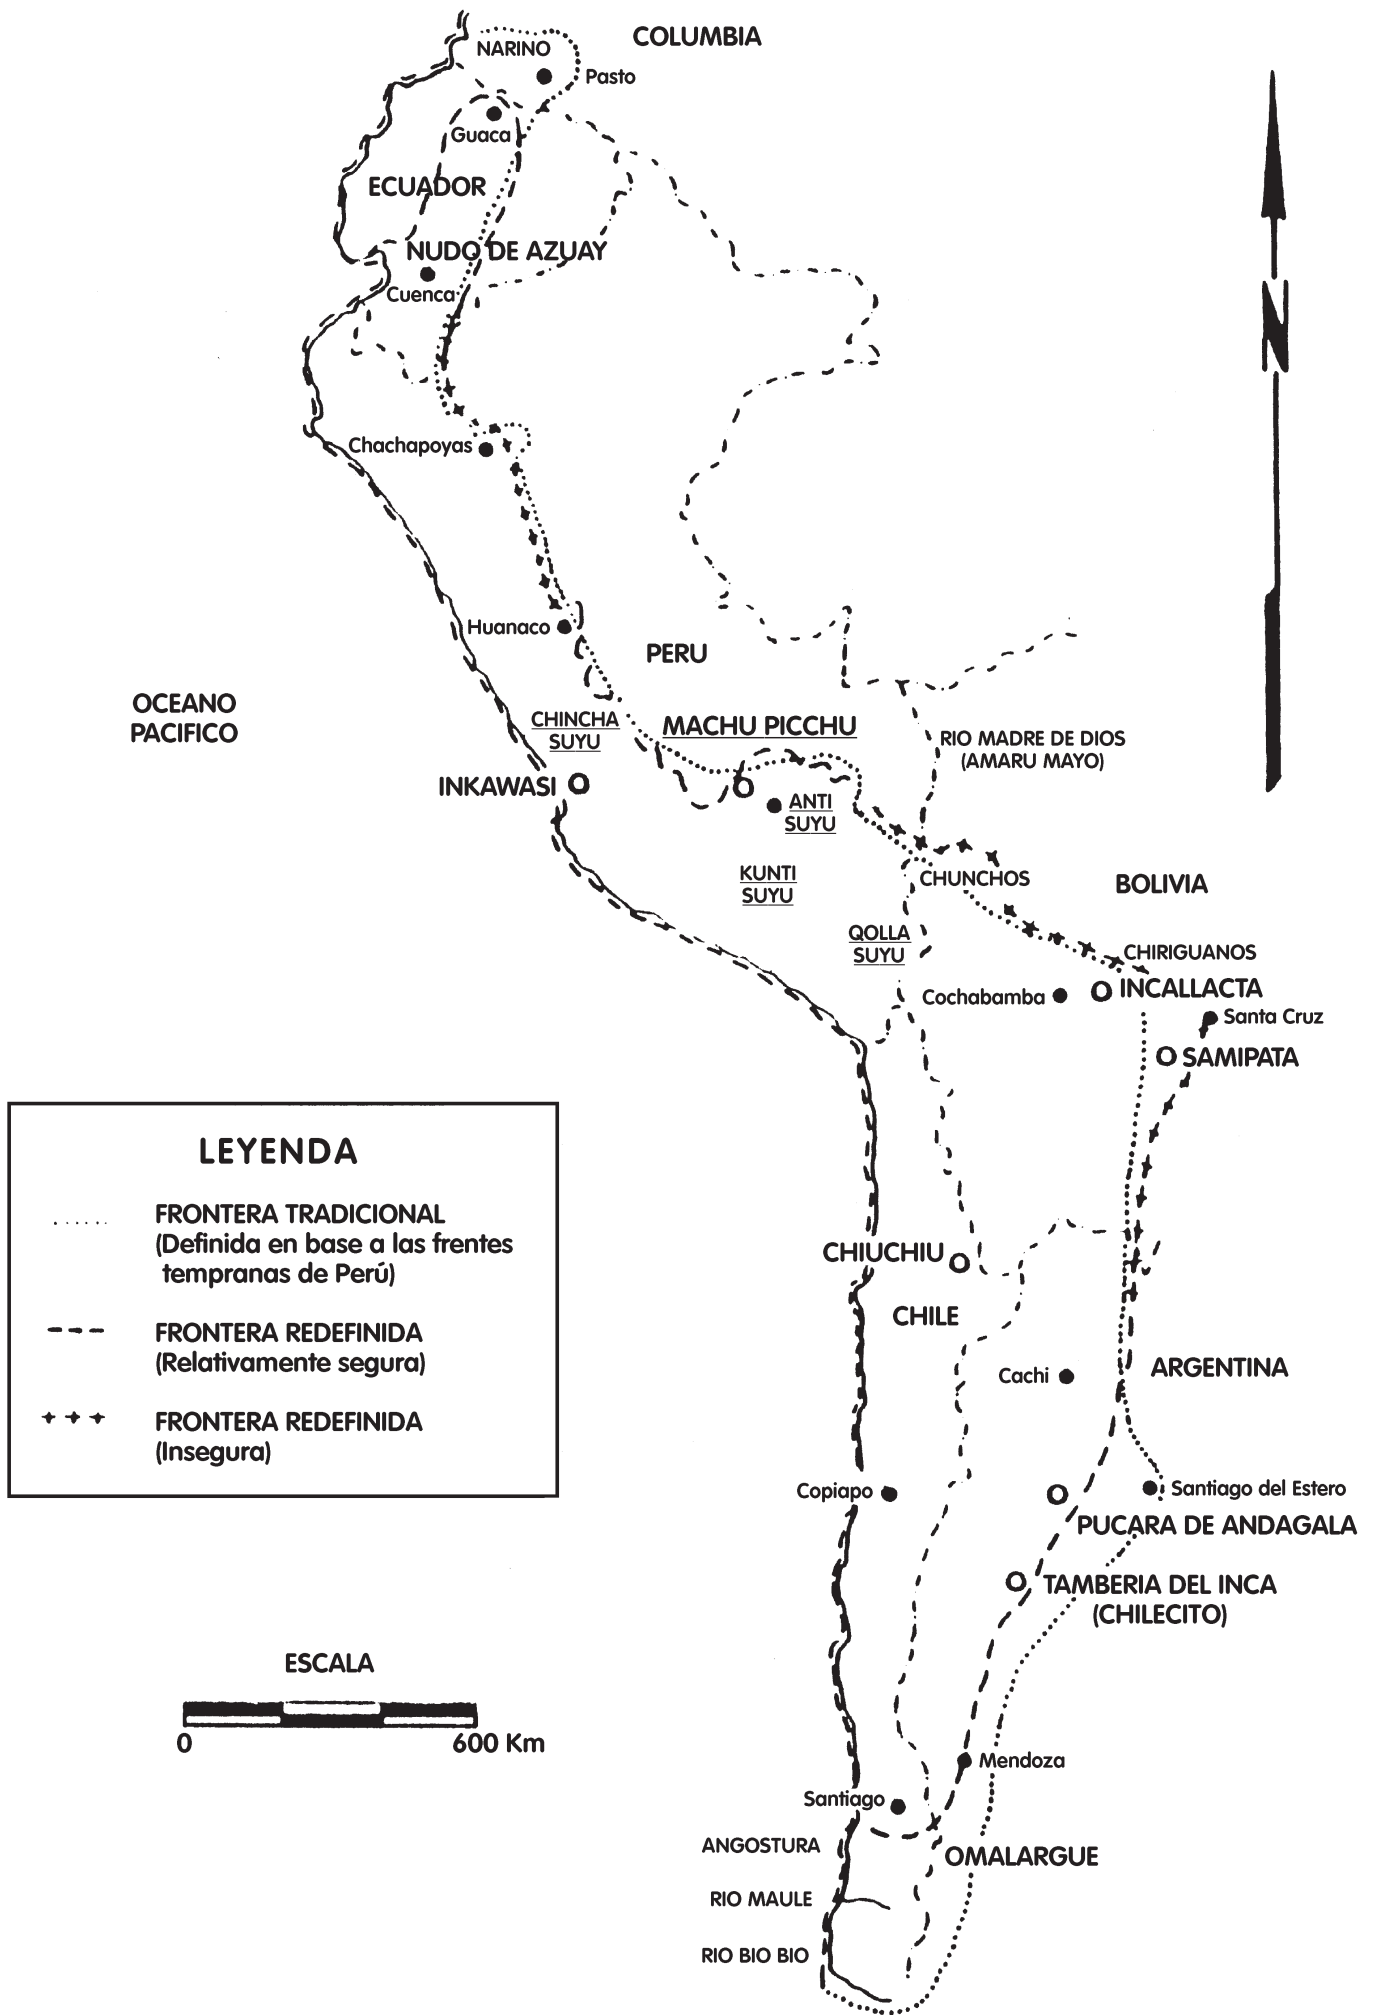 COLUMBIA
NARINO
Pasto
Guaca
ECUADOR
NUDO DE AZUAY
Cuenca
N
Chachapoyas
Huanaco
PERU
OCEANO
PACIFICO
CHINCHA
SUYU
MACHU PICCHU
RIO MADRE DE DIOS
(AMARU MAYO)
INKAWASI
ANTI
SUYU
KUNTI
SUYU
CHUNCHOS
BOLIVIA
QOLLA
SUYU
CHIRIGUANOS
Cochabamba
INCALLACTA
Santa Cruz
SAMIPATA
LEYENDA
FRONTERA TRADICIONAL
(Definida en base a las frentes
tempranas de Perú)
FRONTERA REDEFINIDA
(Relativamente segura)
FRONTERA REDEFINIDA
(Insegura)
CHIUCHIU
CHILE
Cachi
ARGENTINA
Copiapo
Santiago del Estero
PUCARA DE ANDAGALA
TAMBERIA DEL INCA
(CHILECITO)
ESCALA
0
600 Km
Mendoza
Santiago
ANGOSTURA
OMALARGUE
RIO MAULE
RIO BIO BIO